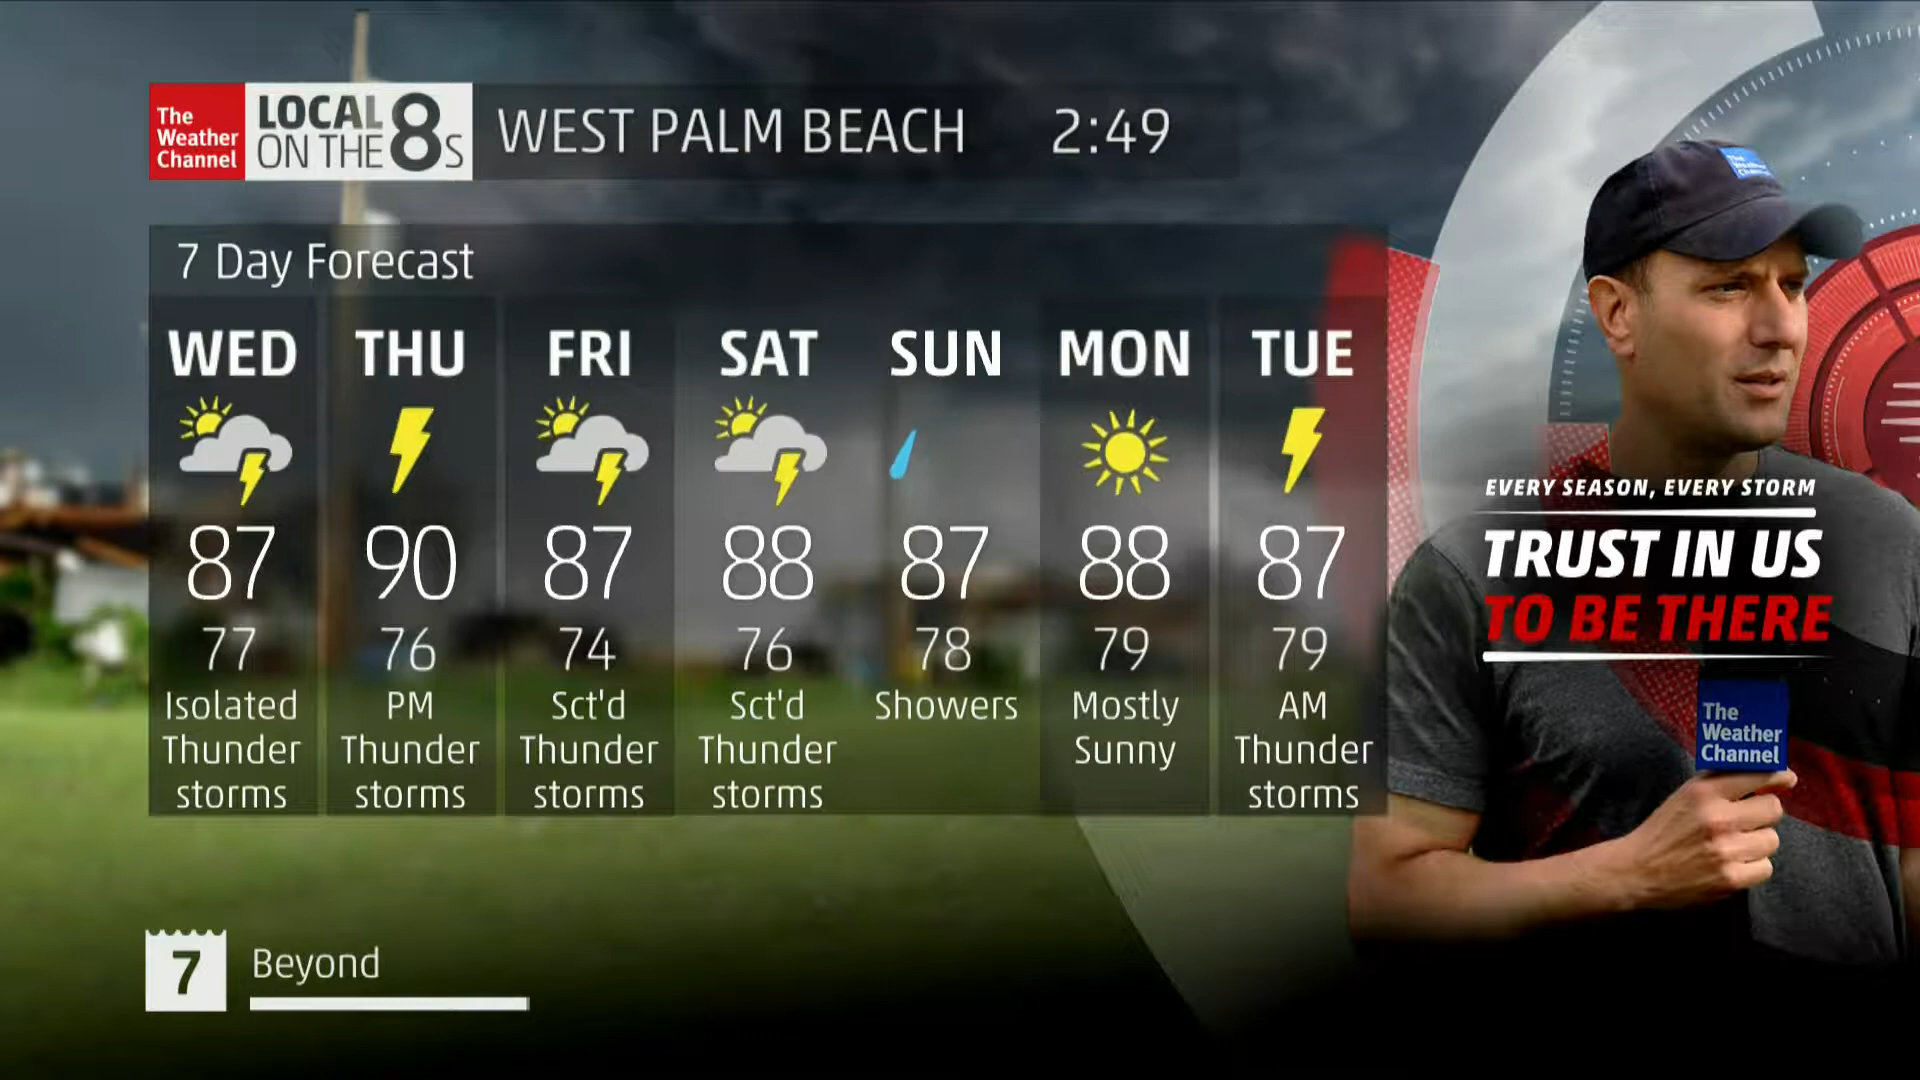 The
Weather
Channel
LOCAL
ON THE 8s
WEST PALM BEACH 2:49
7 Day Forecast
WED THU FRI SAT SUN MON TUE
87 90 87 88 87 88 87
77 76 74 76 78 79 79
Isolated PM Sct'd Sct'd Showers Mostly AM
Thunder Thunder Thunder Thunder Sunny Thunder
storms storms storms storms storms
The
Weather
Channel
EVERY SEASON, EVERY STORM
TRUST IN US
TO BE THERE
The
Weather
Channel
7 Beyond